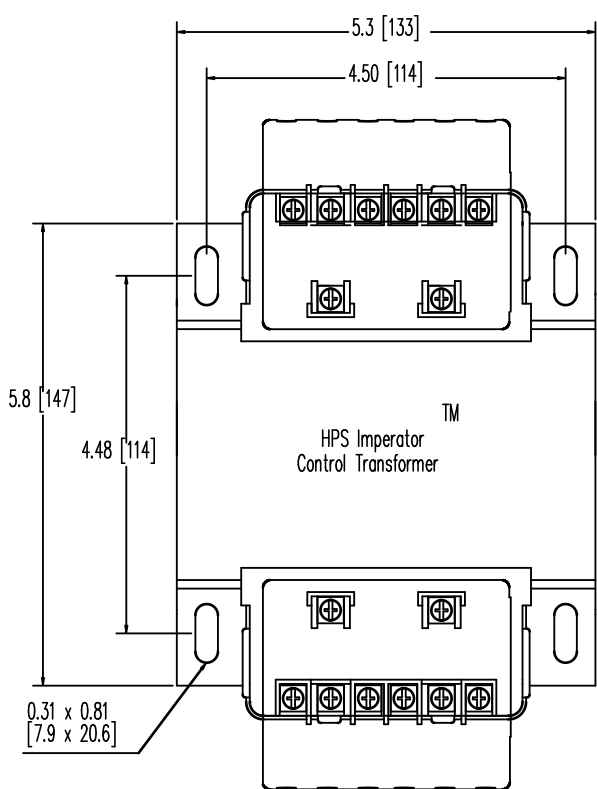 5.3 [133]
4.50 [114]
5.8 [147]
4.48 [114]
TM
HPS Imperator
Control Transformer
0.31 x 0.81
[7.9 x 20.6]